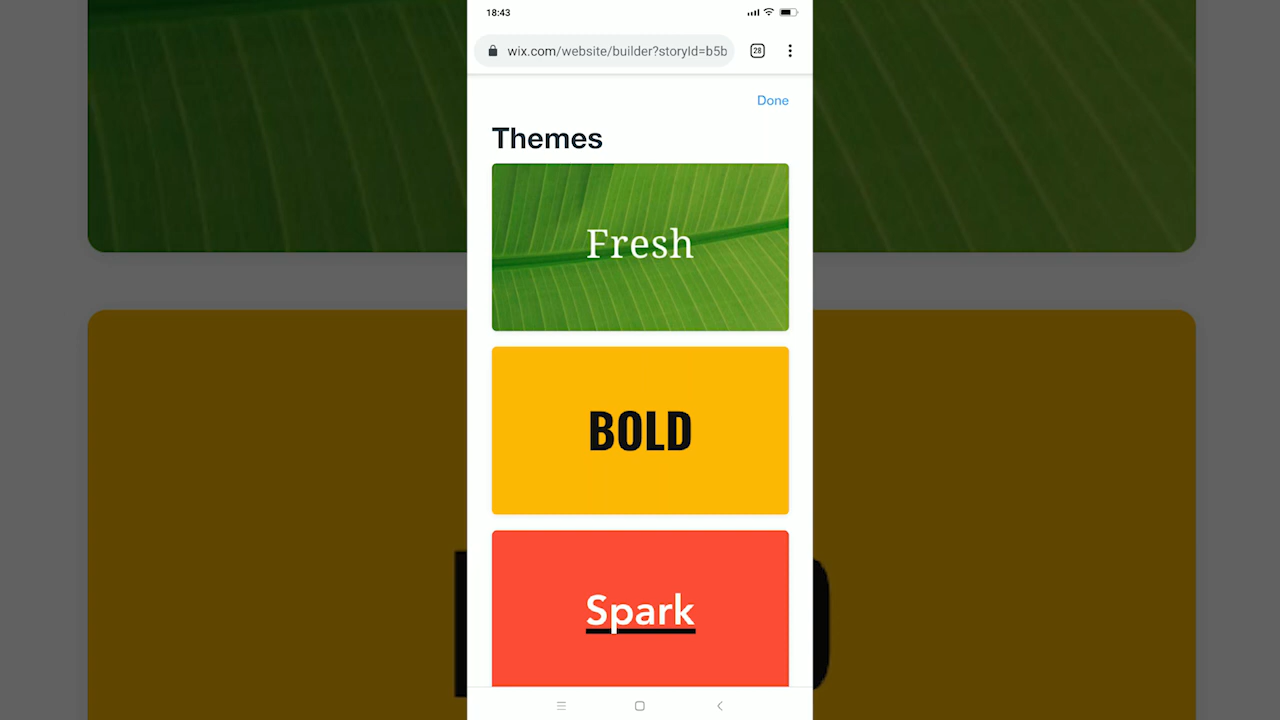 18:43
wix.com/website/builder?storyId=b5b
28
Done
Themes
Fresh
BOLD
Spark